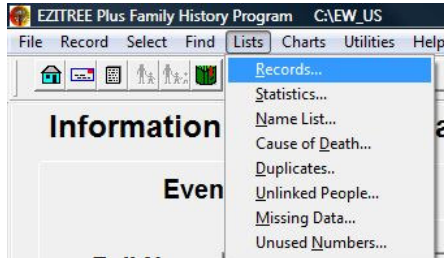 EZITREE Plus Family History Program C:\EW_US
File Record Select Find Lists Charts Utilities Help
Records...
Statistics...
Information
Name List...
Cause of Death...
Duplicates..
Even
Unlinked People...
Missing Data...
Unused Numbers...